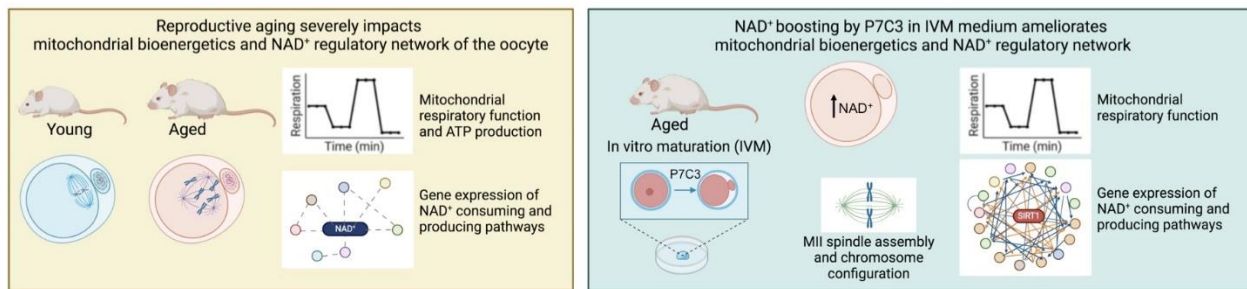 Reproductive aging severely impacts
mitochondrial bioenergetics and NAD⁺ regulatory network of the oocyte
Young
Aged
Respiration
Time (min)
Mitochondrial
respiratory function
and ATP production
NAD⁺
Gene expression of
NAD⁺ consuming and
producing pathways
NAD⁺ boosting by P7C3 in IVM medium ameliorates
mitochondrial bioenergetics and NAD⁺ regulatory network
Aged
In vitro maturation (IVM)
P7C3
↑ NAD⁺
MII spindle assembly
and chromosome
configuration
Respiration
Time (min)
Mitochondrial
respiratory function
SIRT1
Gene expression of
NAD⁺ consuming and
producing pathways